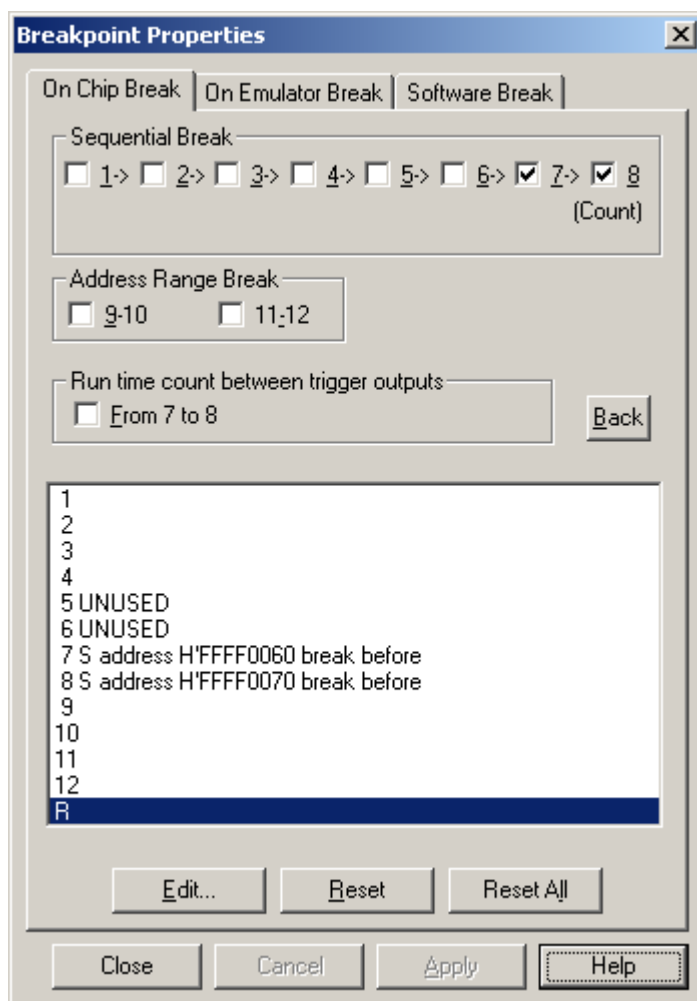 Breakpoint Properties
On Chip Break On Emulator Break Software Break
Sequential Break
1-> 2-> 3-> 4-> 5-> 6-> 7-> 8
(Count)
Address Range Break
9-10 11-12
Run time count between trigger outputs
From 7 to 8
Back
1
2
3
4
5 UNUSED
6 UNUSED
7 S address H'FFFF0060 break before
8 S address H'FFFF0070 break before
9
10
11
12
R
Edit... Reset Reset All
Close Cancel Apply Help